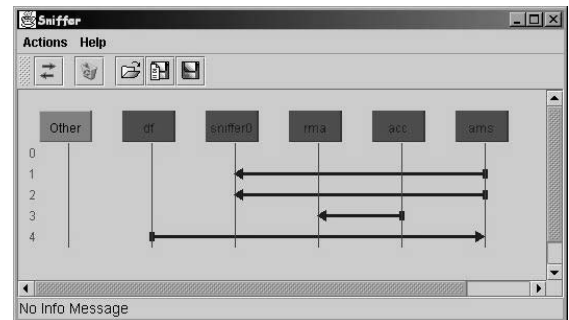 Sniffer
Actions Help
Other df sniffer0 rma acc ams
0
1
2
3
4
No Info Message